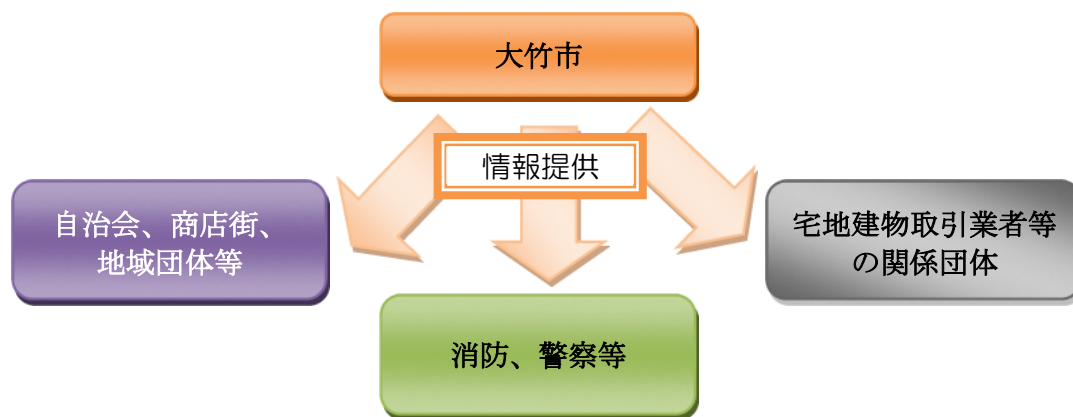 大竹市
情報提供
自治会、商店街、
地域団体等
宅地建物取引業者等
の関係団体
消防、警察等